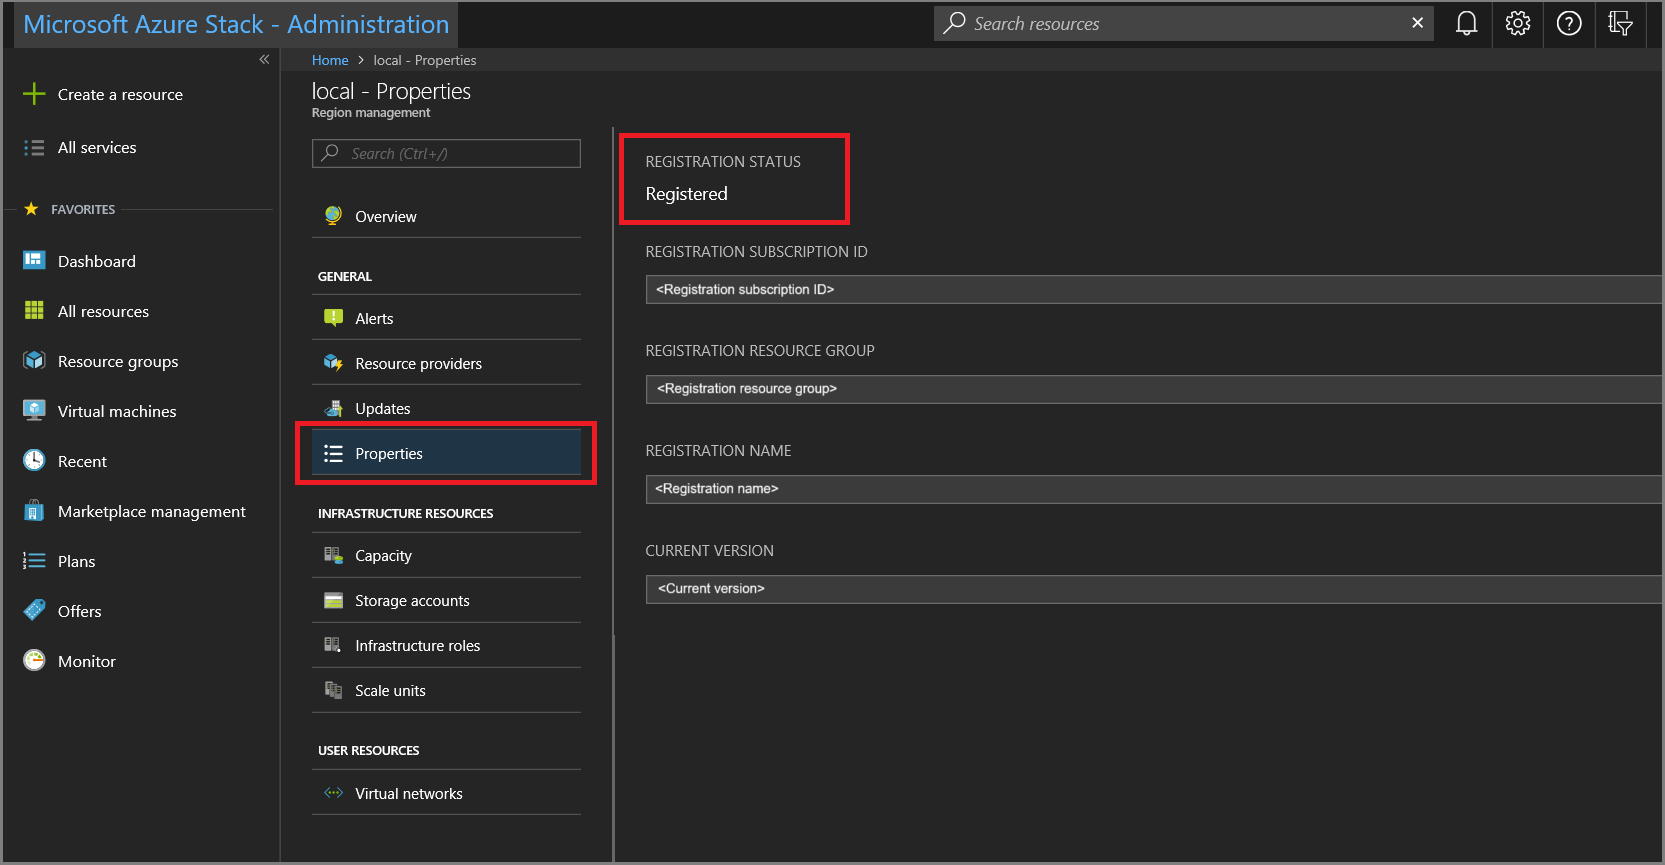 Microsoft Azure Stack - Administration
Search resources
Create a resource
All services
FAVORITES
Dashboard
All resources
Resource groups
Virtual machines
Recent
Marketplace management
Plans
Offers
Monitor
Home > local - Properties
local - Properties
Region management
Search (Ctrl+/)
Overview
GENERAL
Alerts
Resource providers
Updates
Properties
INFRASTRUCTURE RESOURCES
Capacity
Storage accounts
Infrastructure roles
Scale units
USER RESOURCES
Virtual networks
REGISTRATION STATUS
Registered
REGISTRATION SUBSCRIPTION ID
<Registration subscription ID>
REGISTRATION RESOURCE GROUP
<Registration resource group>
REGISTRATION NAME
<Registration name>
CURRENT VERSION
<Current version>